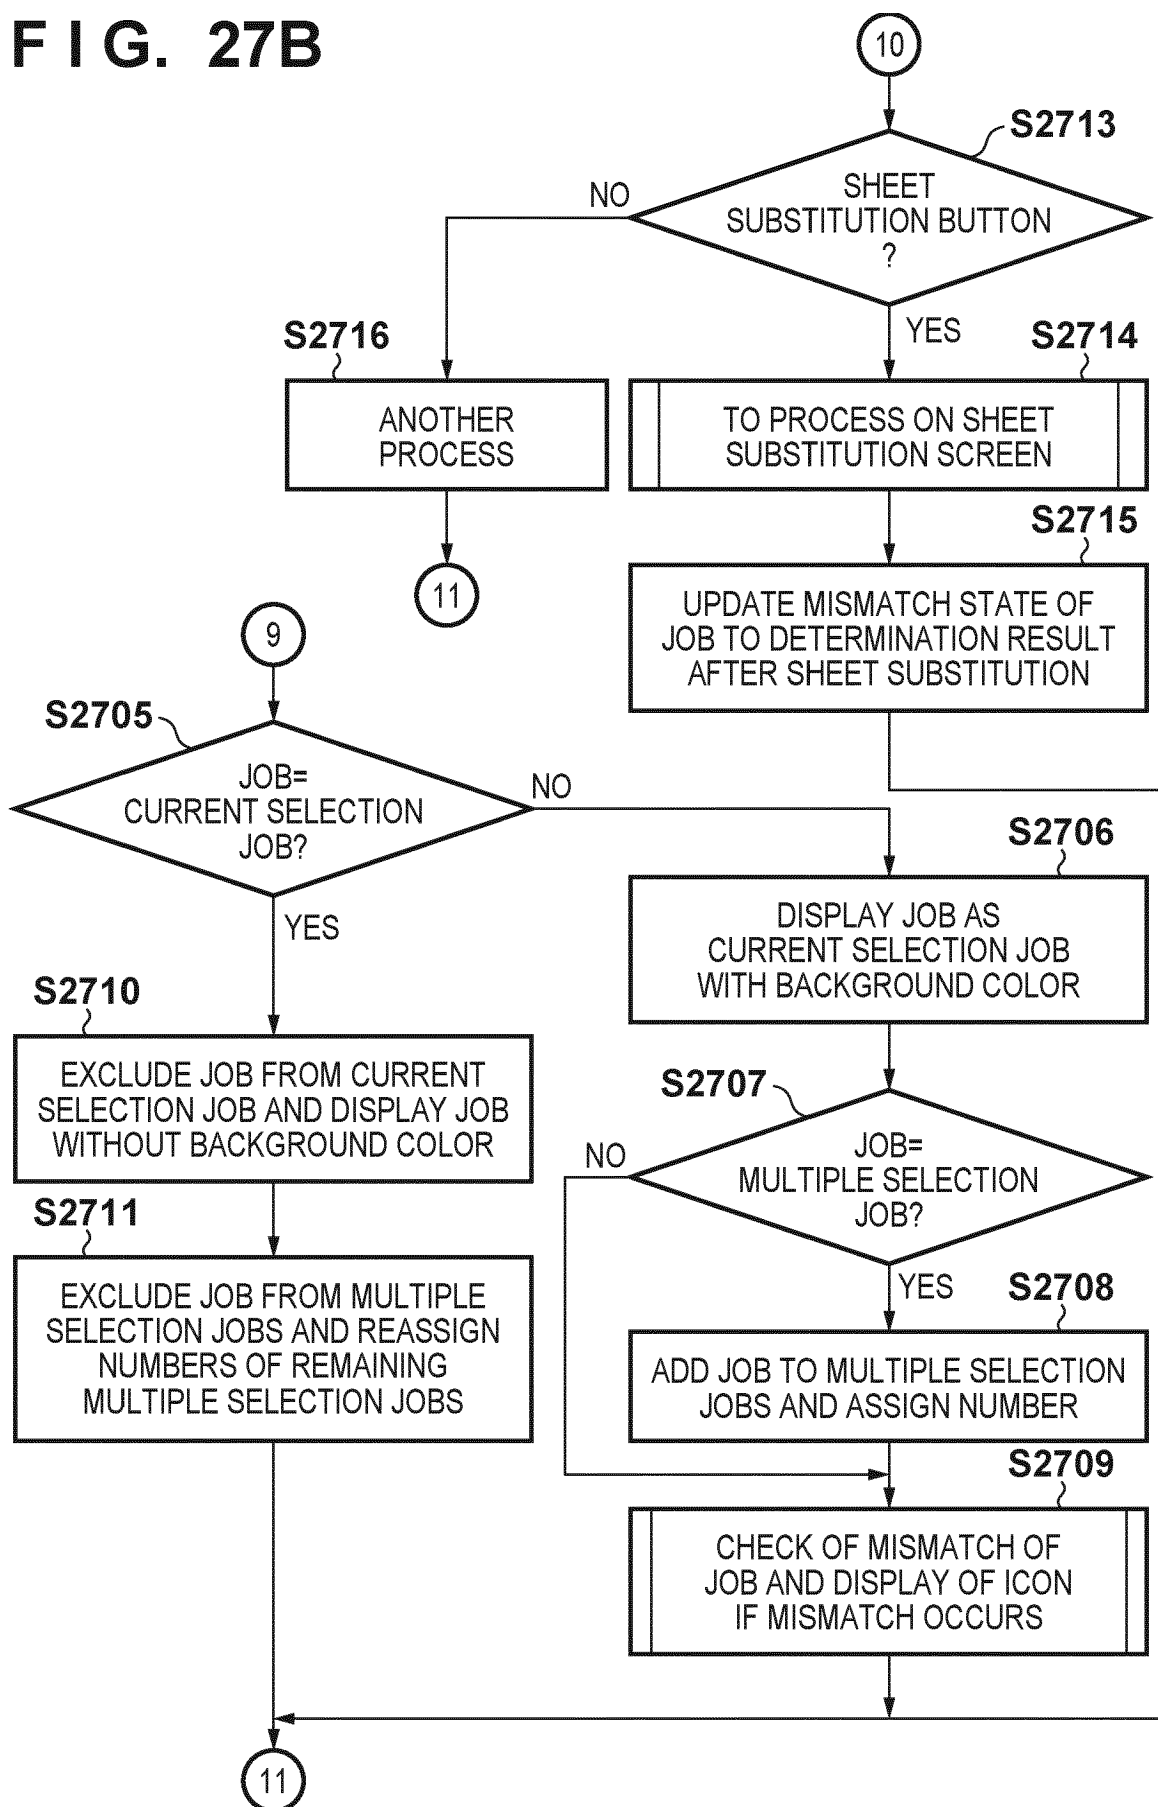 FIG. 27B
10
S2713
SHEET
SUBSTITUTION BUTTON
?
NO
YES
S2716
ANOTHER
PROCESS
11
S2714
TO PROCESS ON SHEET
SUBSTITUTION SCREEN
S2715
UPDATE MISMATCH STATE OF
JOB TO DETERMINATION RESULT
AFTER SHEET SUBSTITUTION
9
S2705
JOB=
CURRENT SELECTION
JOB?
NO
YES
S2706
DISPLAY JOB AS
CURRENT SELECTION JOB
WITH BACKGROUND COLOR
S2710
EXCLUDE JOB FROM CURRENT
SELECTION JOB AND DISPLAY JOB
WITHOUT BACKGROUND COLOR
S2711
EXCLUDE JOB FROM MULTIPLE
SELECTION JOBS AND REASSIGN
NUMBERS OF REMAINING
MULTIPLE SELECTION JOBS
S2707
JOB=
MULTIPLE SELECTION
JOB?
NO
YES
S2708
ADD JOB TO MULTIPLE SELECTION
JOBS AND ASSIGN NUMBER
S2709
CHECK OF MISMATCH OF
JOB AND DISPLAY OF ICON
IF MISMATCH OCCURS
11